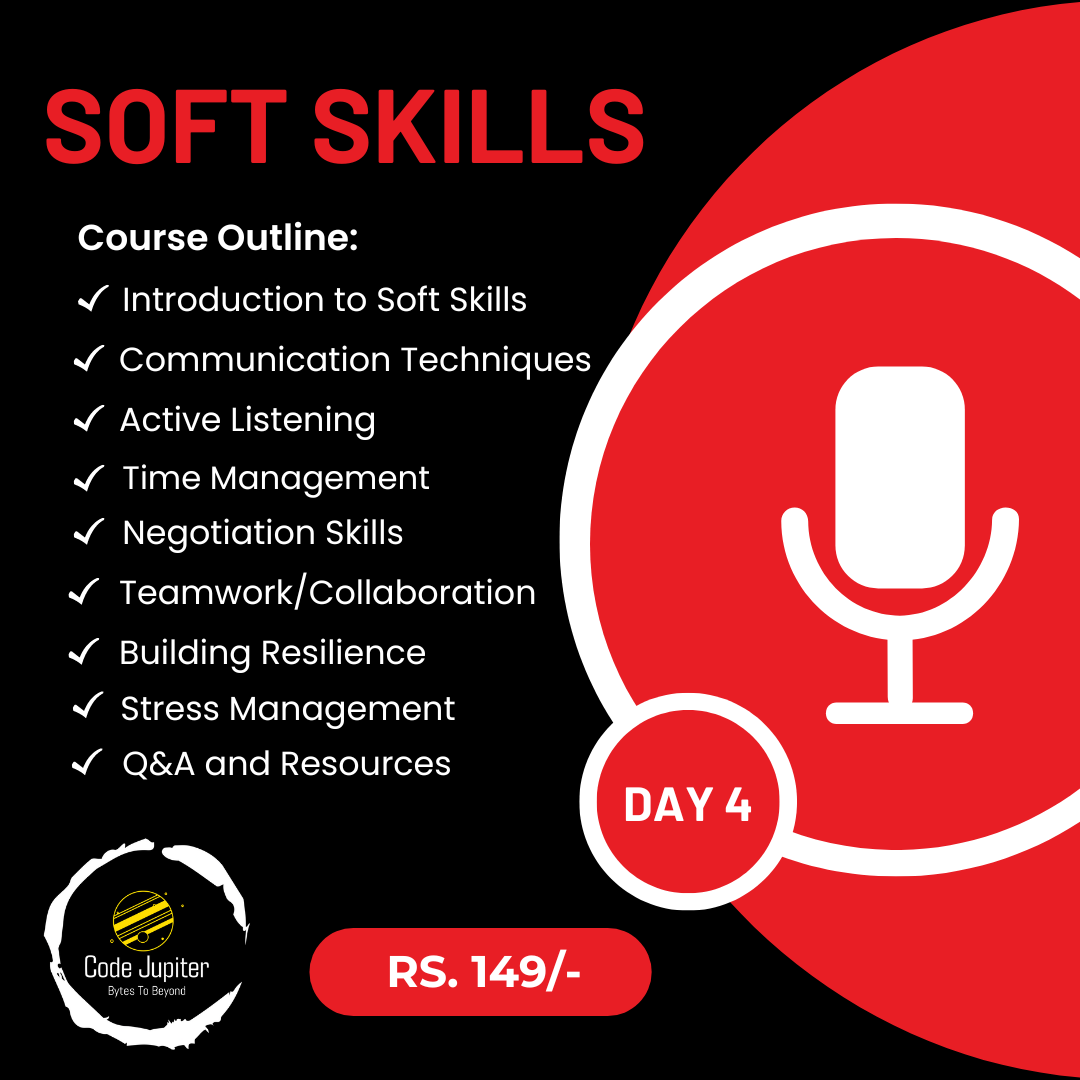 SOFT SKILLS
Course Outline:
Introduction to Soft Skills
Communication Techniques
Active Listening
Time Management
Negotiation Skills
Teamwork/Collaboration
Building Resilience
Stress Management
Q&A and Resources
DAY 4
Code Jupiter
Bytes To Beyond
RS. 149/-